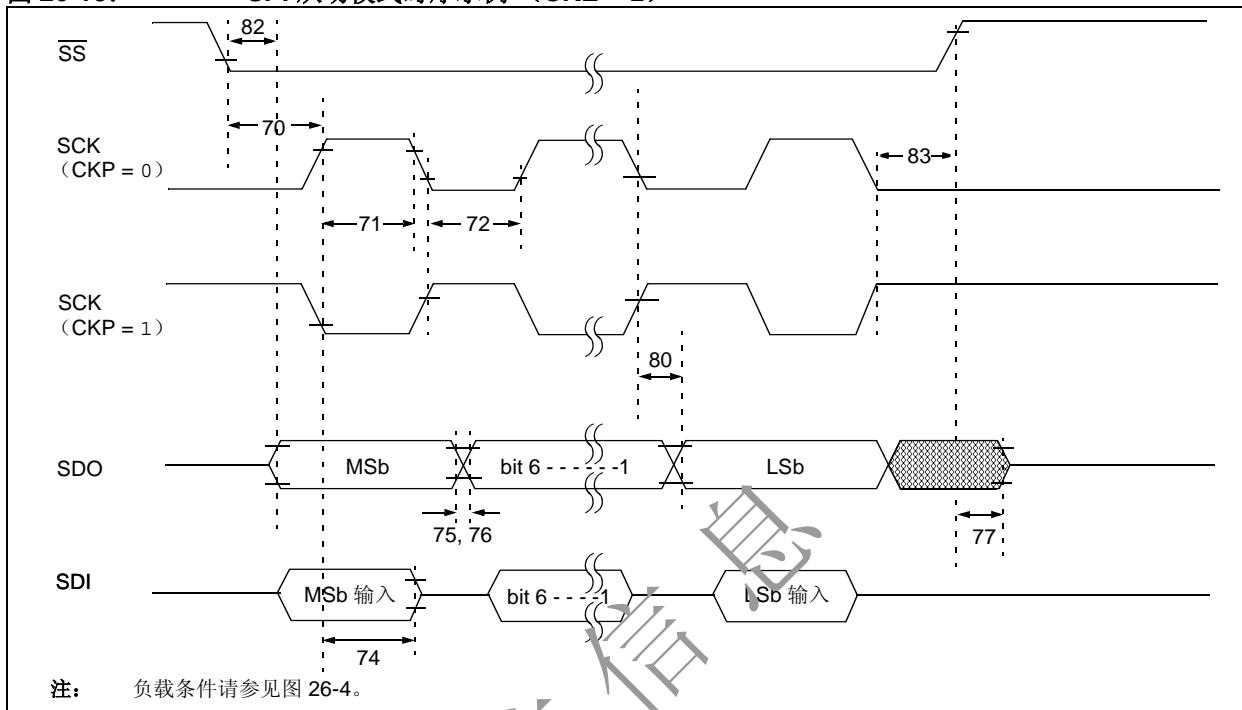 82
SS
70
SCK
（CKP = 0）
83
71
72
SCK
（CKP = 1）
80
SDO
MSb
bit 6 - - - - - -1
LSb
75, 76
77
SDI
MSb 输入
bit 6 - - - -1
LSb 输入
74
注： 负载条件请参见图 26-4。
信息